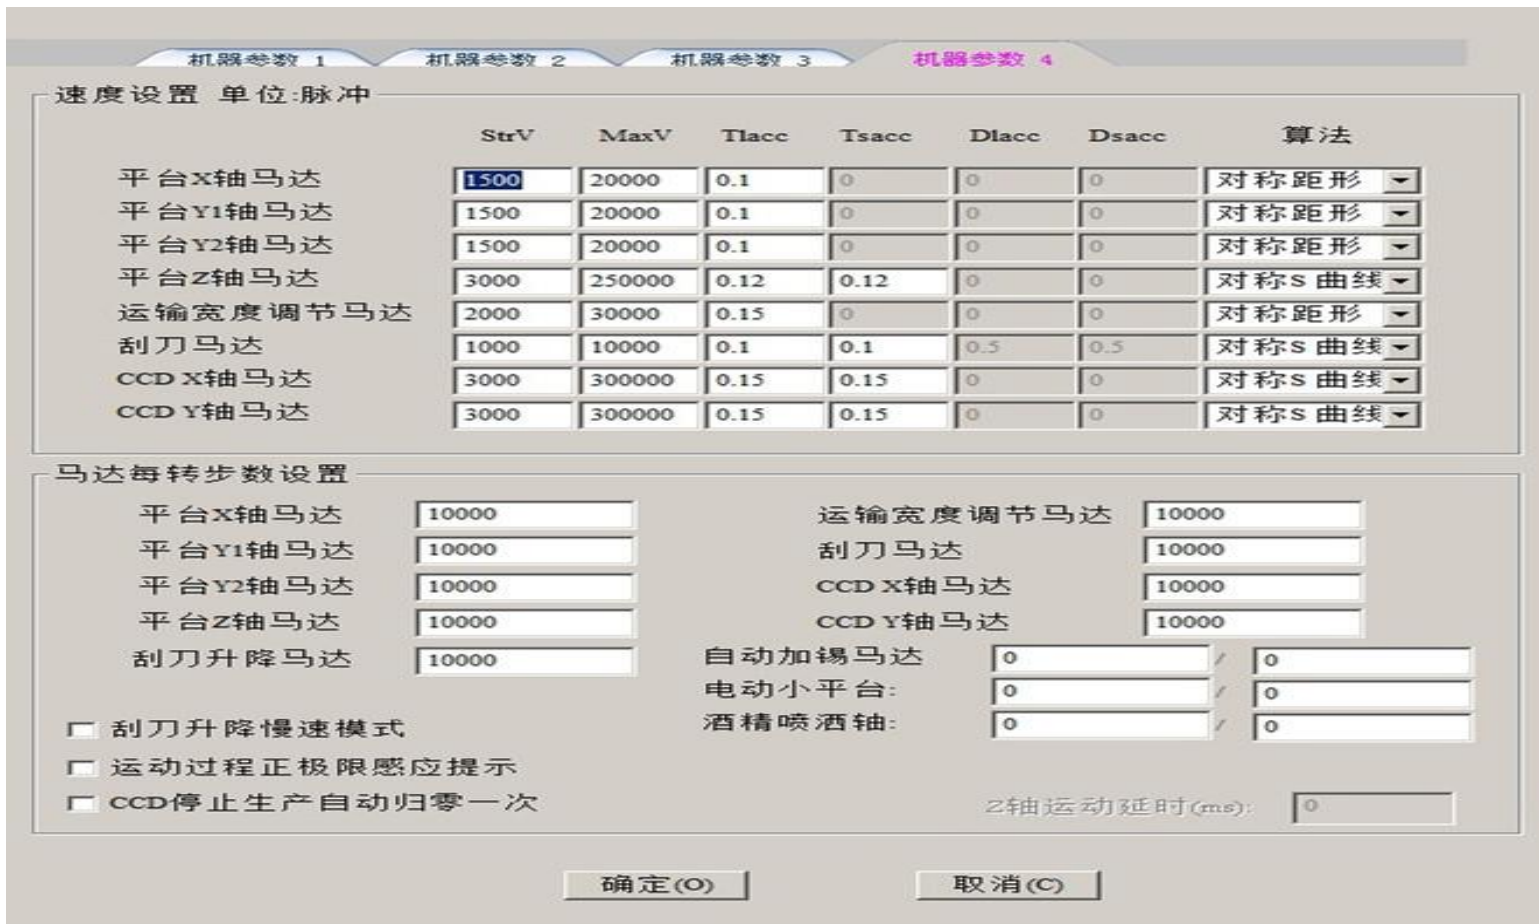 机器参数 1 机器参数 2 机器参数 3 机器参数 4
速度设置 单位:脉冲
StrV MaxV Tlacc Tsacc Dlacc Dsacc 算法
平台X轴马达 1500 20000 0.1 0 0 0 对称距形
平台Y1轴马达 1500 20000 0.1 0 0 0 对称距形
平台Y2轴马达 1500 20000 0.1 0 0 0 对称距形
平台Z轴马达 3000 250000 0.12 0.12 0 0 对称S 曲线
运输宽度调节马达 2000 30000 0.15 0 0 0 对称距形
刮刀马达 1000 10000 0.1 0.1 0.5 0.5 对称S 曲线
CCD X轴马达 3000 300000 0.15 0.15 0 0 对称S 曲线
CCD Y轴马达 3000 300000 0.15 0.15 0 0 对称S 曲线
马达每转步数设置
平台X轴马达 10000 运输宽度调节马达 10000
平台Y1轴马达 10000 刮刀马达 10000
平台Y2轴马达 10000 CCD X轴马达 10000
平台Z轴马达 10000 CCD Y轴马达 10000
刮刀升降马达 10000 自动加锡马达 0 / 0
电动小平台: 0 / 0
刮刀升降慢速模式 酒精喷洒轴: 0 / 0
运动过程正极限感应提示
CCD停止生产自动归零一次 Z轴运动延时(ms): 0
确定(O) 取消(C)